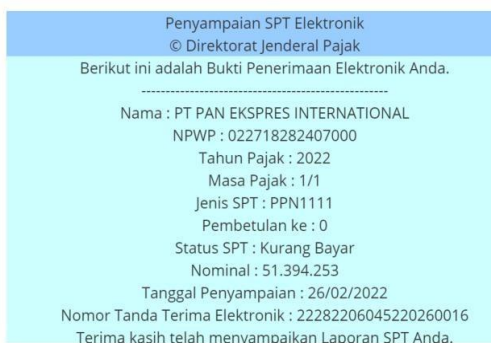 Penyampaian SPT Elektronik
© Direktorat Jenderal Pajak
Berikut ini adalah Bukti Penerimaan Elektronik Anda.
--------------------------------------------------
Nama : PT PAN EKSPRES INTERNATIONAL
NPWP : 022718282407000
Tahun Pajak : 2022
Masa Pajak : 1/1
Jenis SPT : PPN1111
Pembetulan ke : 0
Status SPT : Kurang Bayar
Nominal : 51.394.253
Tanggal Penyampaian : 26/02/2022
Nomor Tanda Terima Elektronik : 22282206045220260016
Terima kasih telah menyampaikan Laporan SPT Anda.